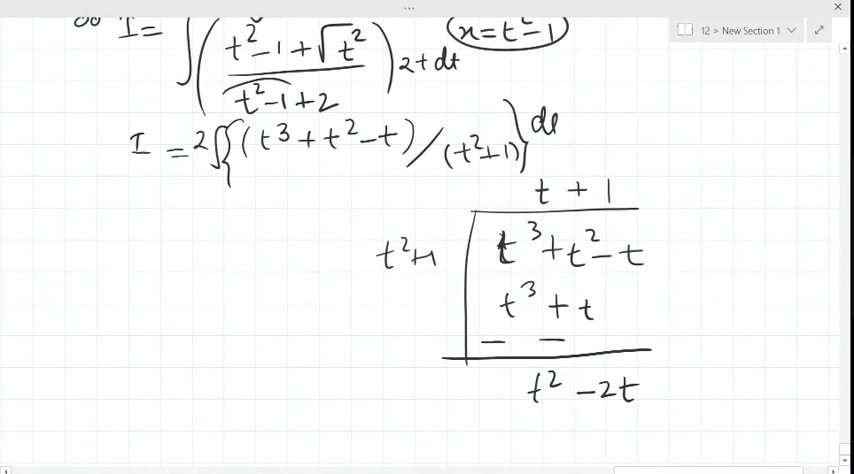 12 > New Section 1
∞ I = ∫ ( (t² - 1 + √t²) / (t² - 1 + 2) ) 2t dt (x = t² - 1)
I = 2 ∫ { (t³ + t² - t) / (t² + 1) } dt
t + 1
t² + 1 t³ + t² - t
t³ + t
- -
t² - 2t